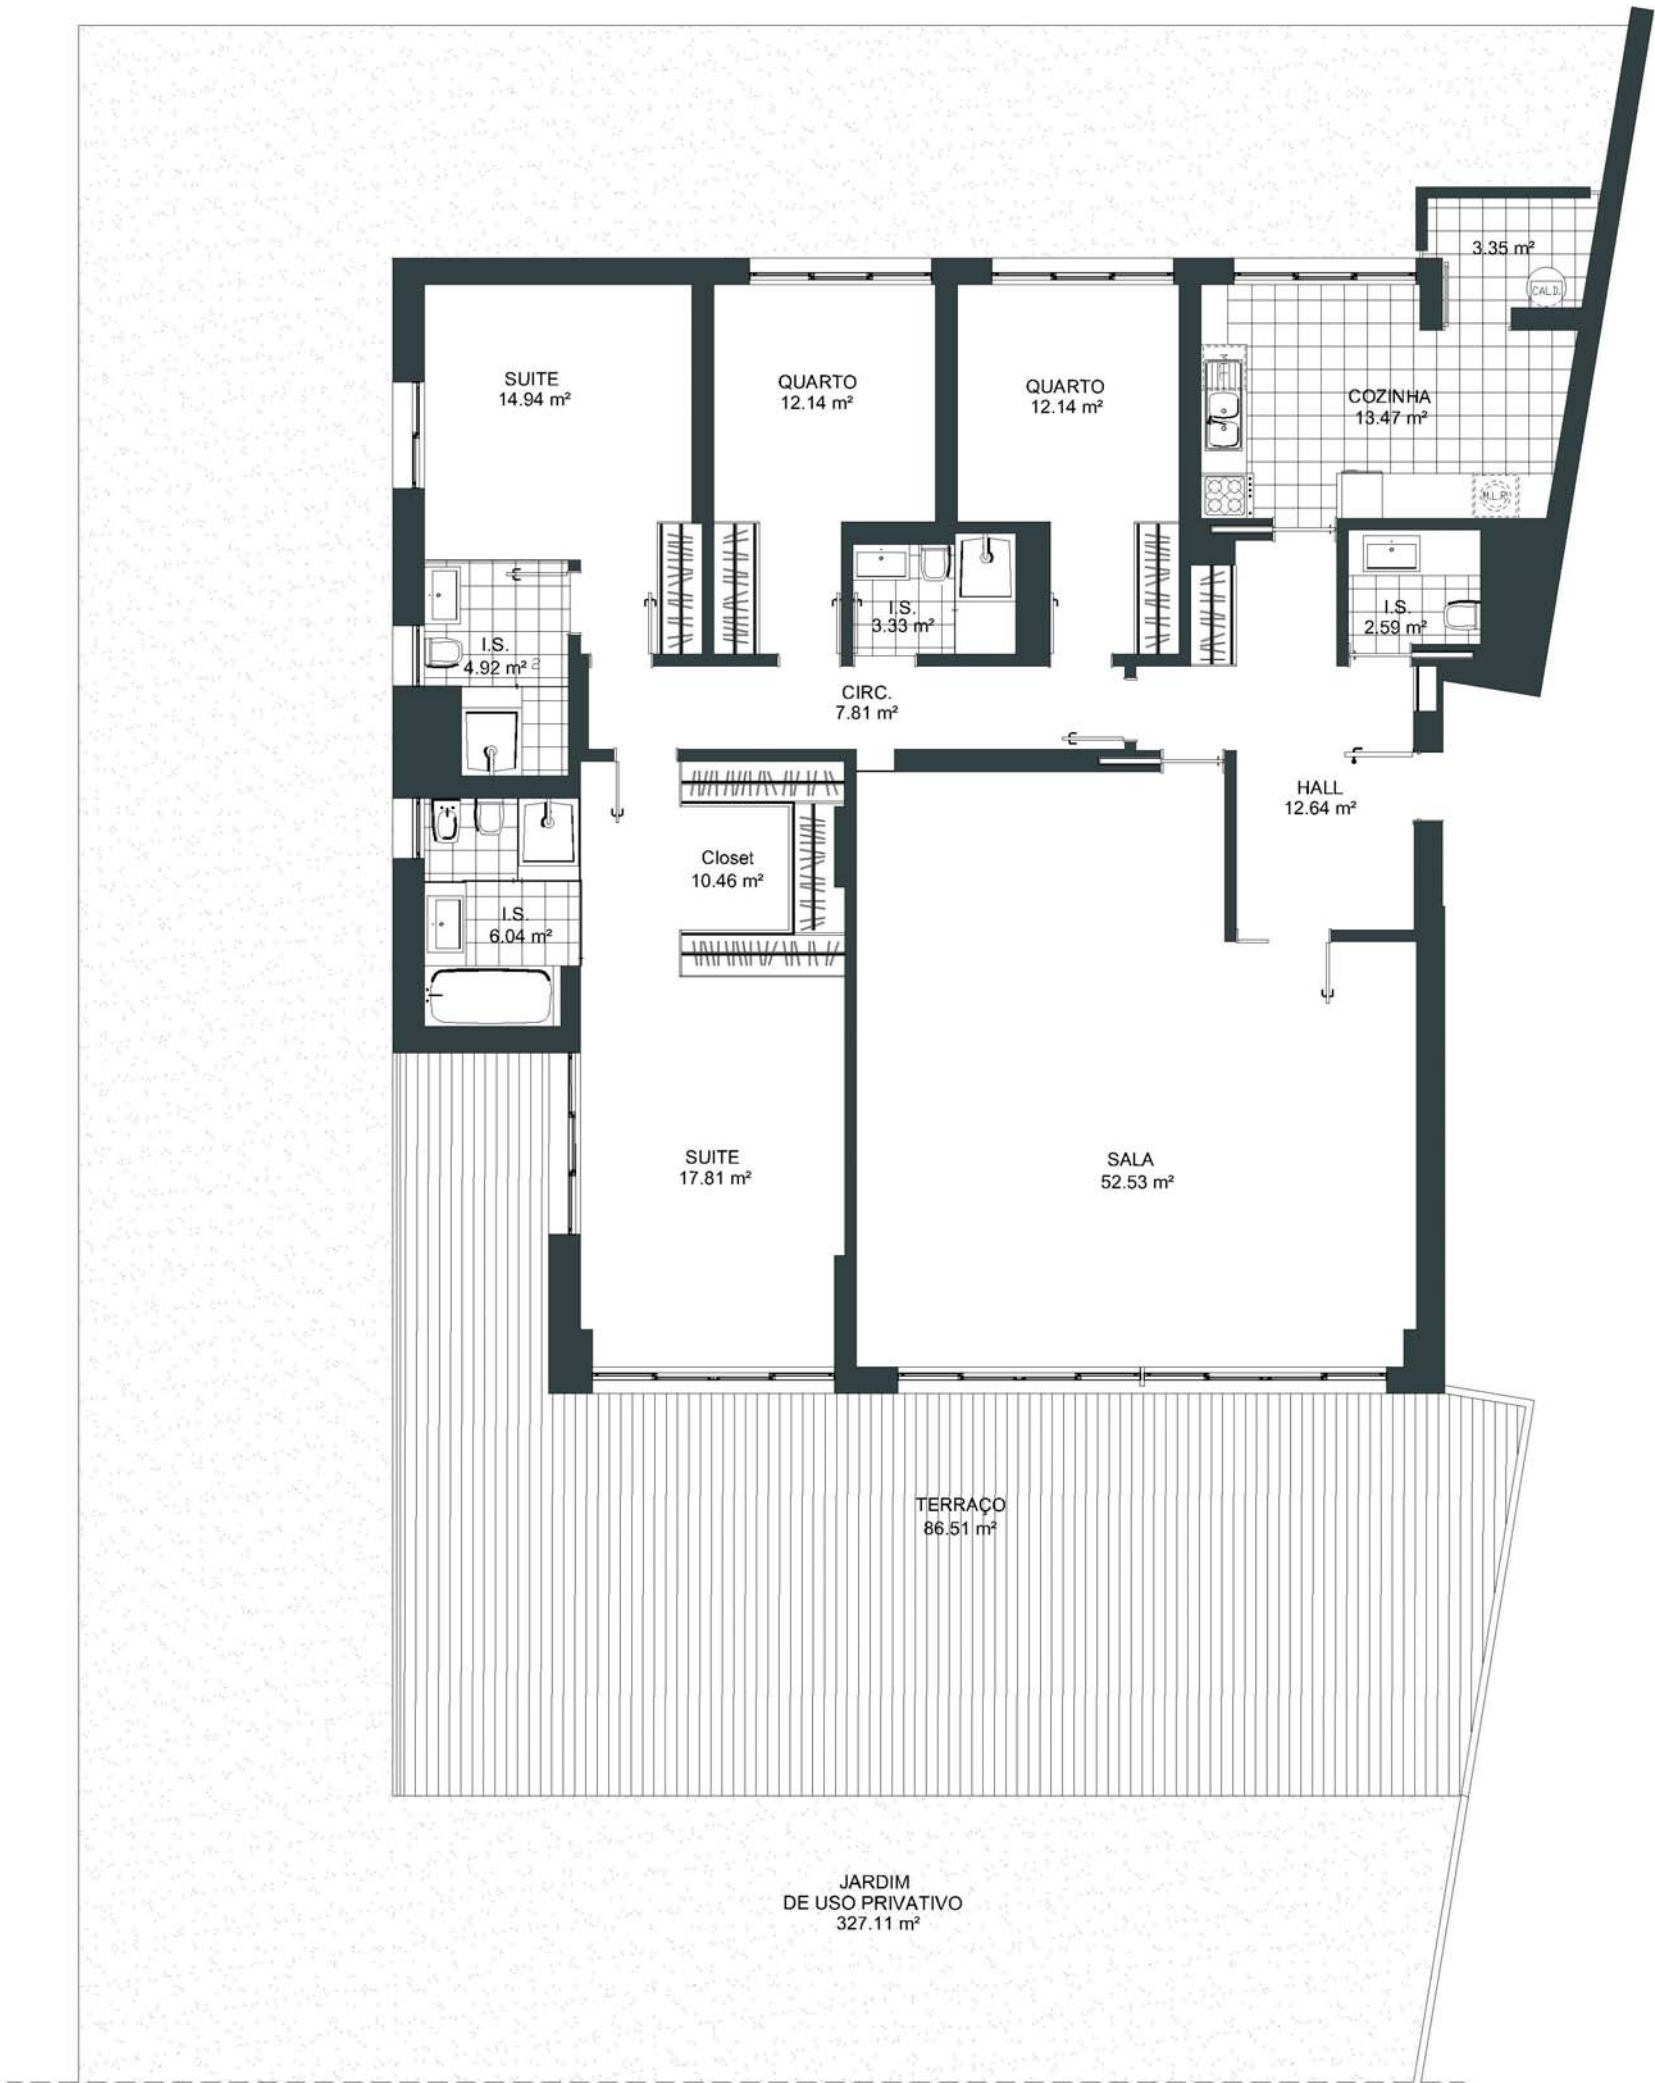 3.35 m²
CALD.
SUITE
14.94 m²
QUARTO
12.14 m²
QUARTO
12.14 m²
COZINHA
13.47 m²
M.L.R.
I.S.
3.33 m²
I.S.
2.59 m²
I.S.
4.92 m² 2
CIRC.
7.81 m²
HALL
12.64 m²
Closet
10.46 m²
I.S.
6.04 m²
SUITE
17.81 m²
SALA
52.53 m²
TERRAÇO
86.51 m²
JARDIM
DE USO PRIVATIVO
327.11 m²